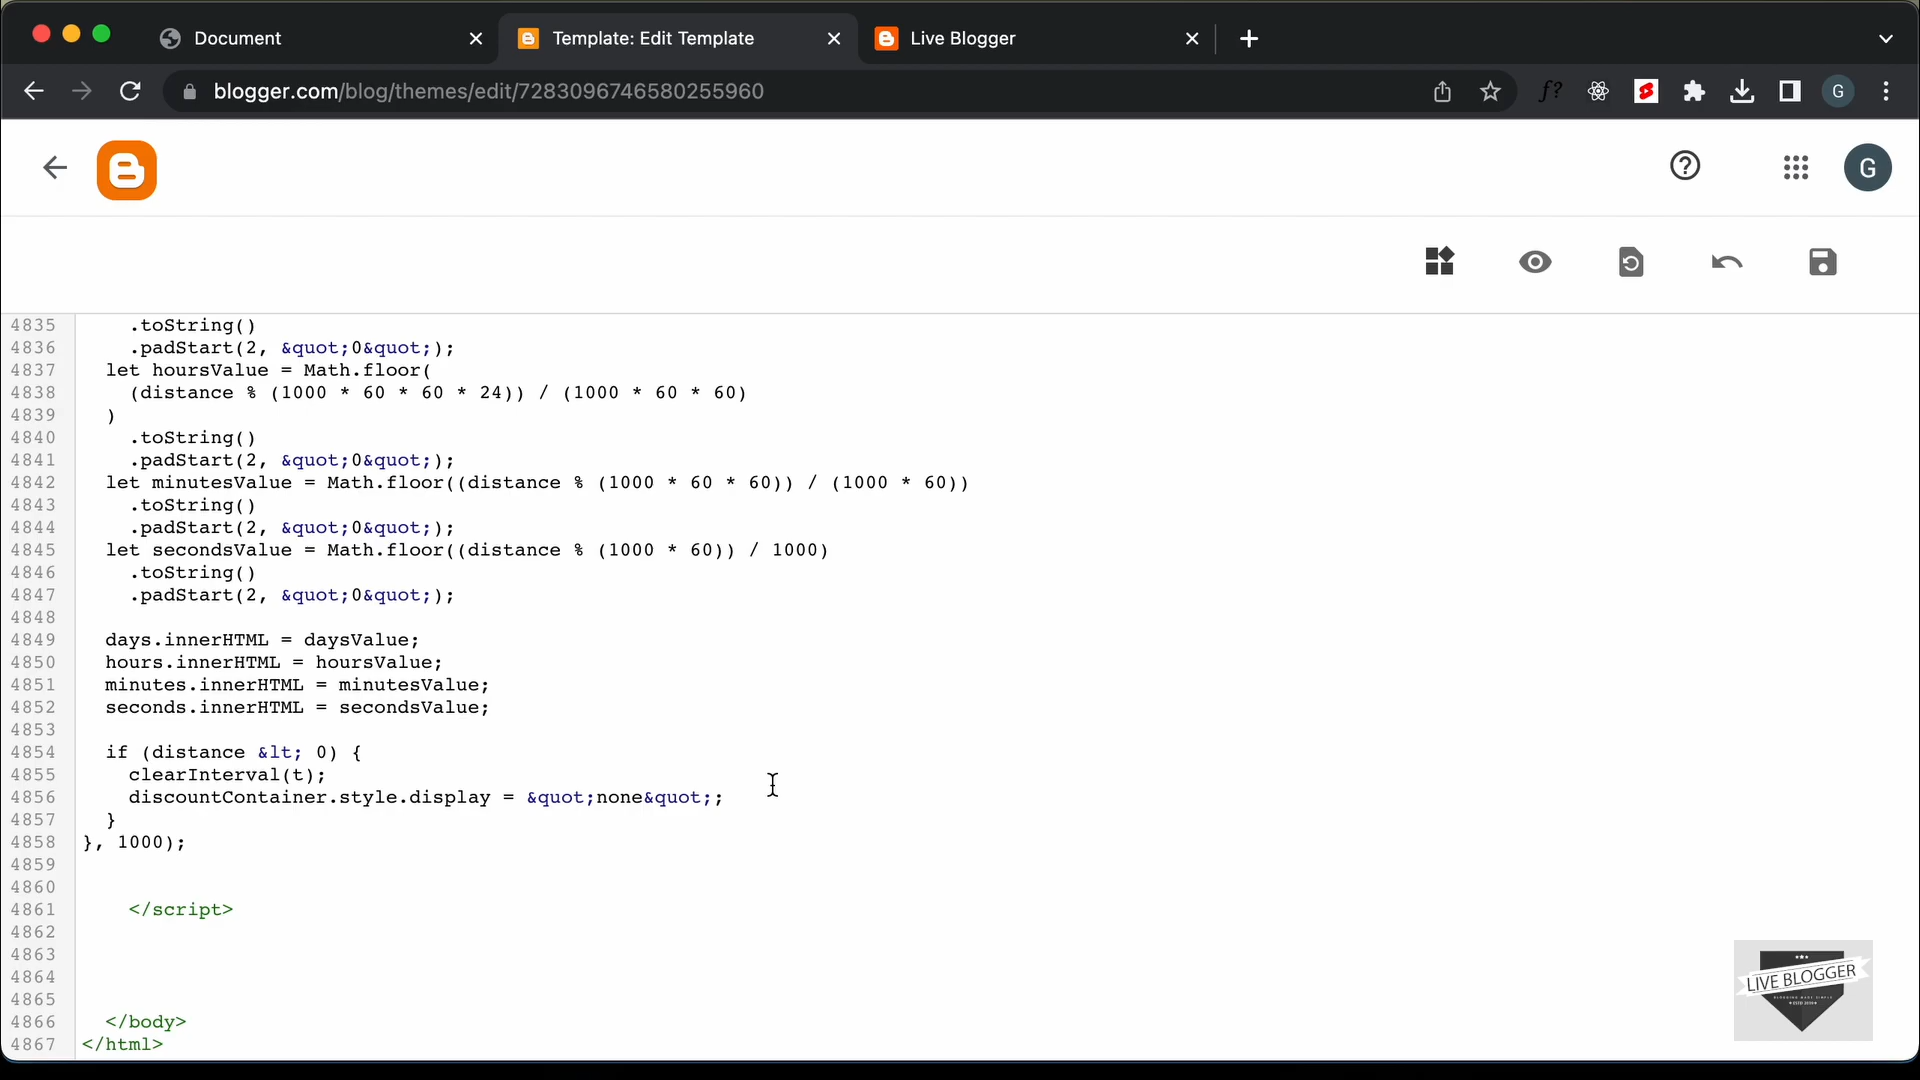 Document
Template: Edit Template
Live Blogger
blogger.com/blog/themes/edit/7283096746580255960
f?
G
G
4835 .toString()
4836 .padStart(2, &quot;0&quot;);
4837 let hoursValue = Math.floor(
4838 (distance % (1000 * 60 * 60 * 24)) / (1000 * 60 * 60)
4839 )
4840 .toString()
4841 .padStart(2, &quot;0&quot;);
4842 let minutesValue = Math.floor((distance % (1000 * 60 * 60)) / (1000 * 60))
4843 .toString()
4844 .padStart(2, &quot;0&quot;);
4845 let secondsValue = Math.floor((distance % (1000 * 60)) / 1000)
4846 .toString()
4847 .padStart(2, &quot;0&quot;);
4848
4849 days.innerHTML = daysValue;
4850 hours.innerHTML = hoursValue;
4851 minutes.innerHTML = minutesValue;
4852 seconds.innerHTML = secondsValue;
4853
4854 if (distance &lt; 0) {
4855 clearInterval(t);
4856 discountContainer.style.display = &quot;none&quot;;
4857 }
4858 }, 1000);
4859
4860
4861 </script>
4862
4863
4864
4865
4866 </body>
4867 </html>
LIVE BLOGGER